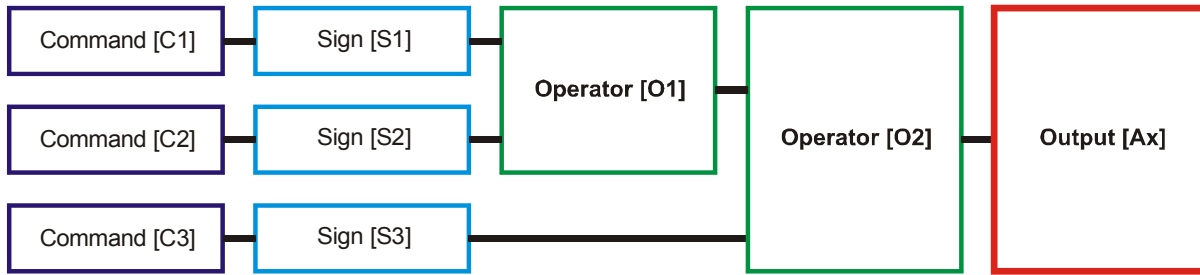 Command [C1]
Sign [S1]
Operator [O1]
Operator [O2]
Output [Ax]
Command [C2]
Sign [S2]
Command [C3]
Sign [S3]